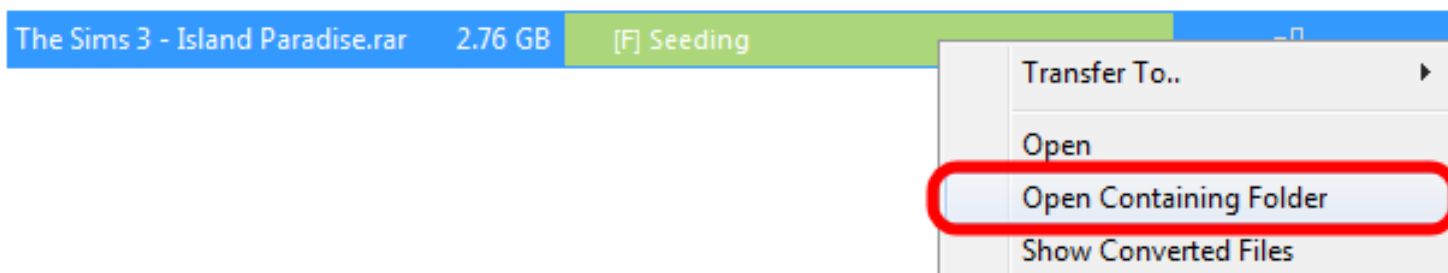 The Sims 3 - Island Paradise.rar 2.76 GB [F] Seeding
Transfer To..
Open
Open Containing Folder
Show Converted Files